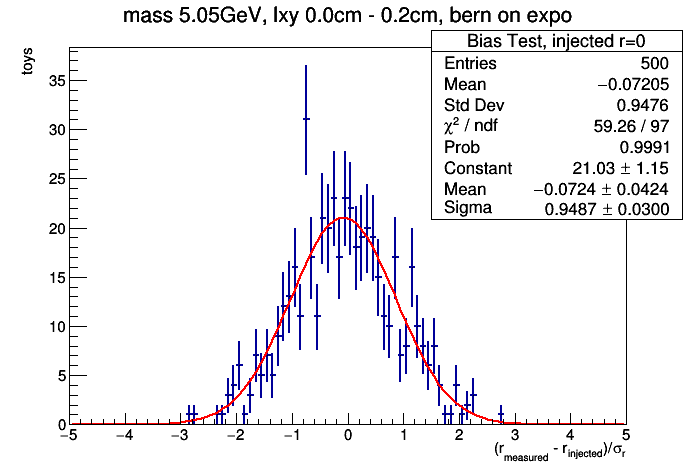 mass 5.05GeV, lxy 0.0cm - 0.2cm, bern on expo
toys
Bias Test, injected r=0
Entries 500
Mean −0.07205
Std Dev 0.9476
χ² / ndf 59.26 / 97
Prob 0.9991
Constant 21.03 ± 1.15
Mean −0.0724 ± 0.0424
Sigma 0.9487 ± 0.0300
35
30
25
20
15
10
5
0
−5 −4 −3 −2 −1 0 1 2 3 4 5
(r_measured - r_injected)/σ_r